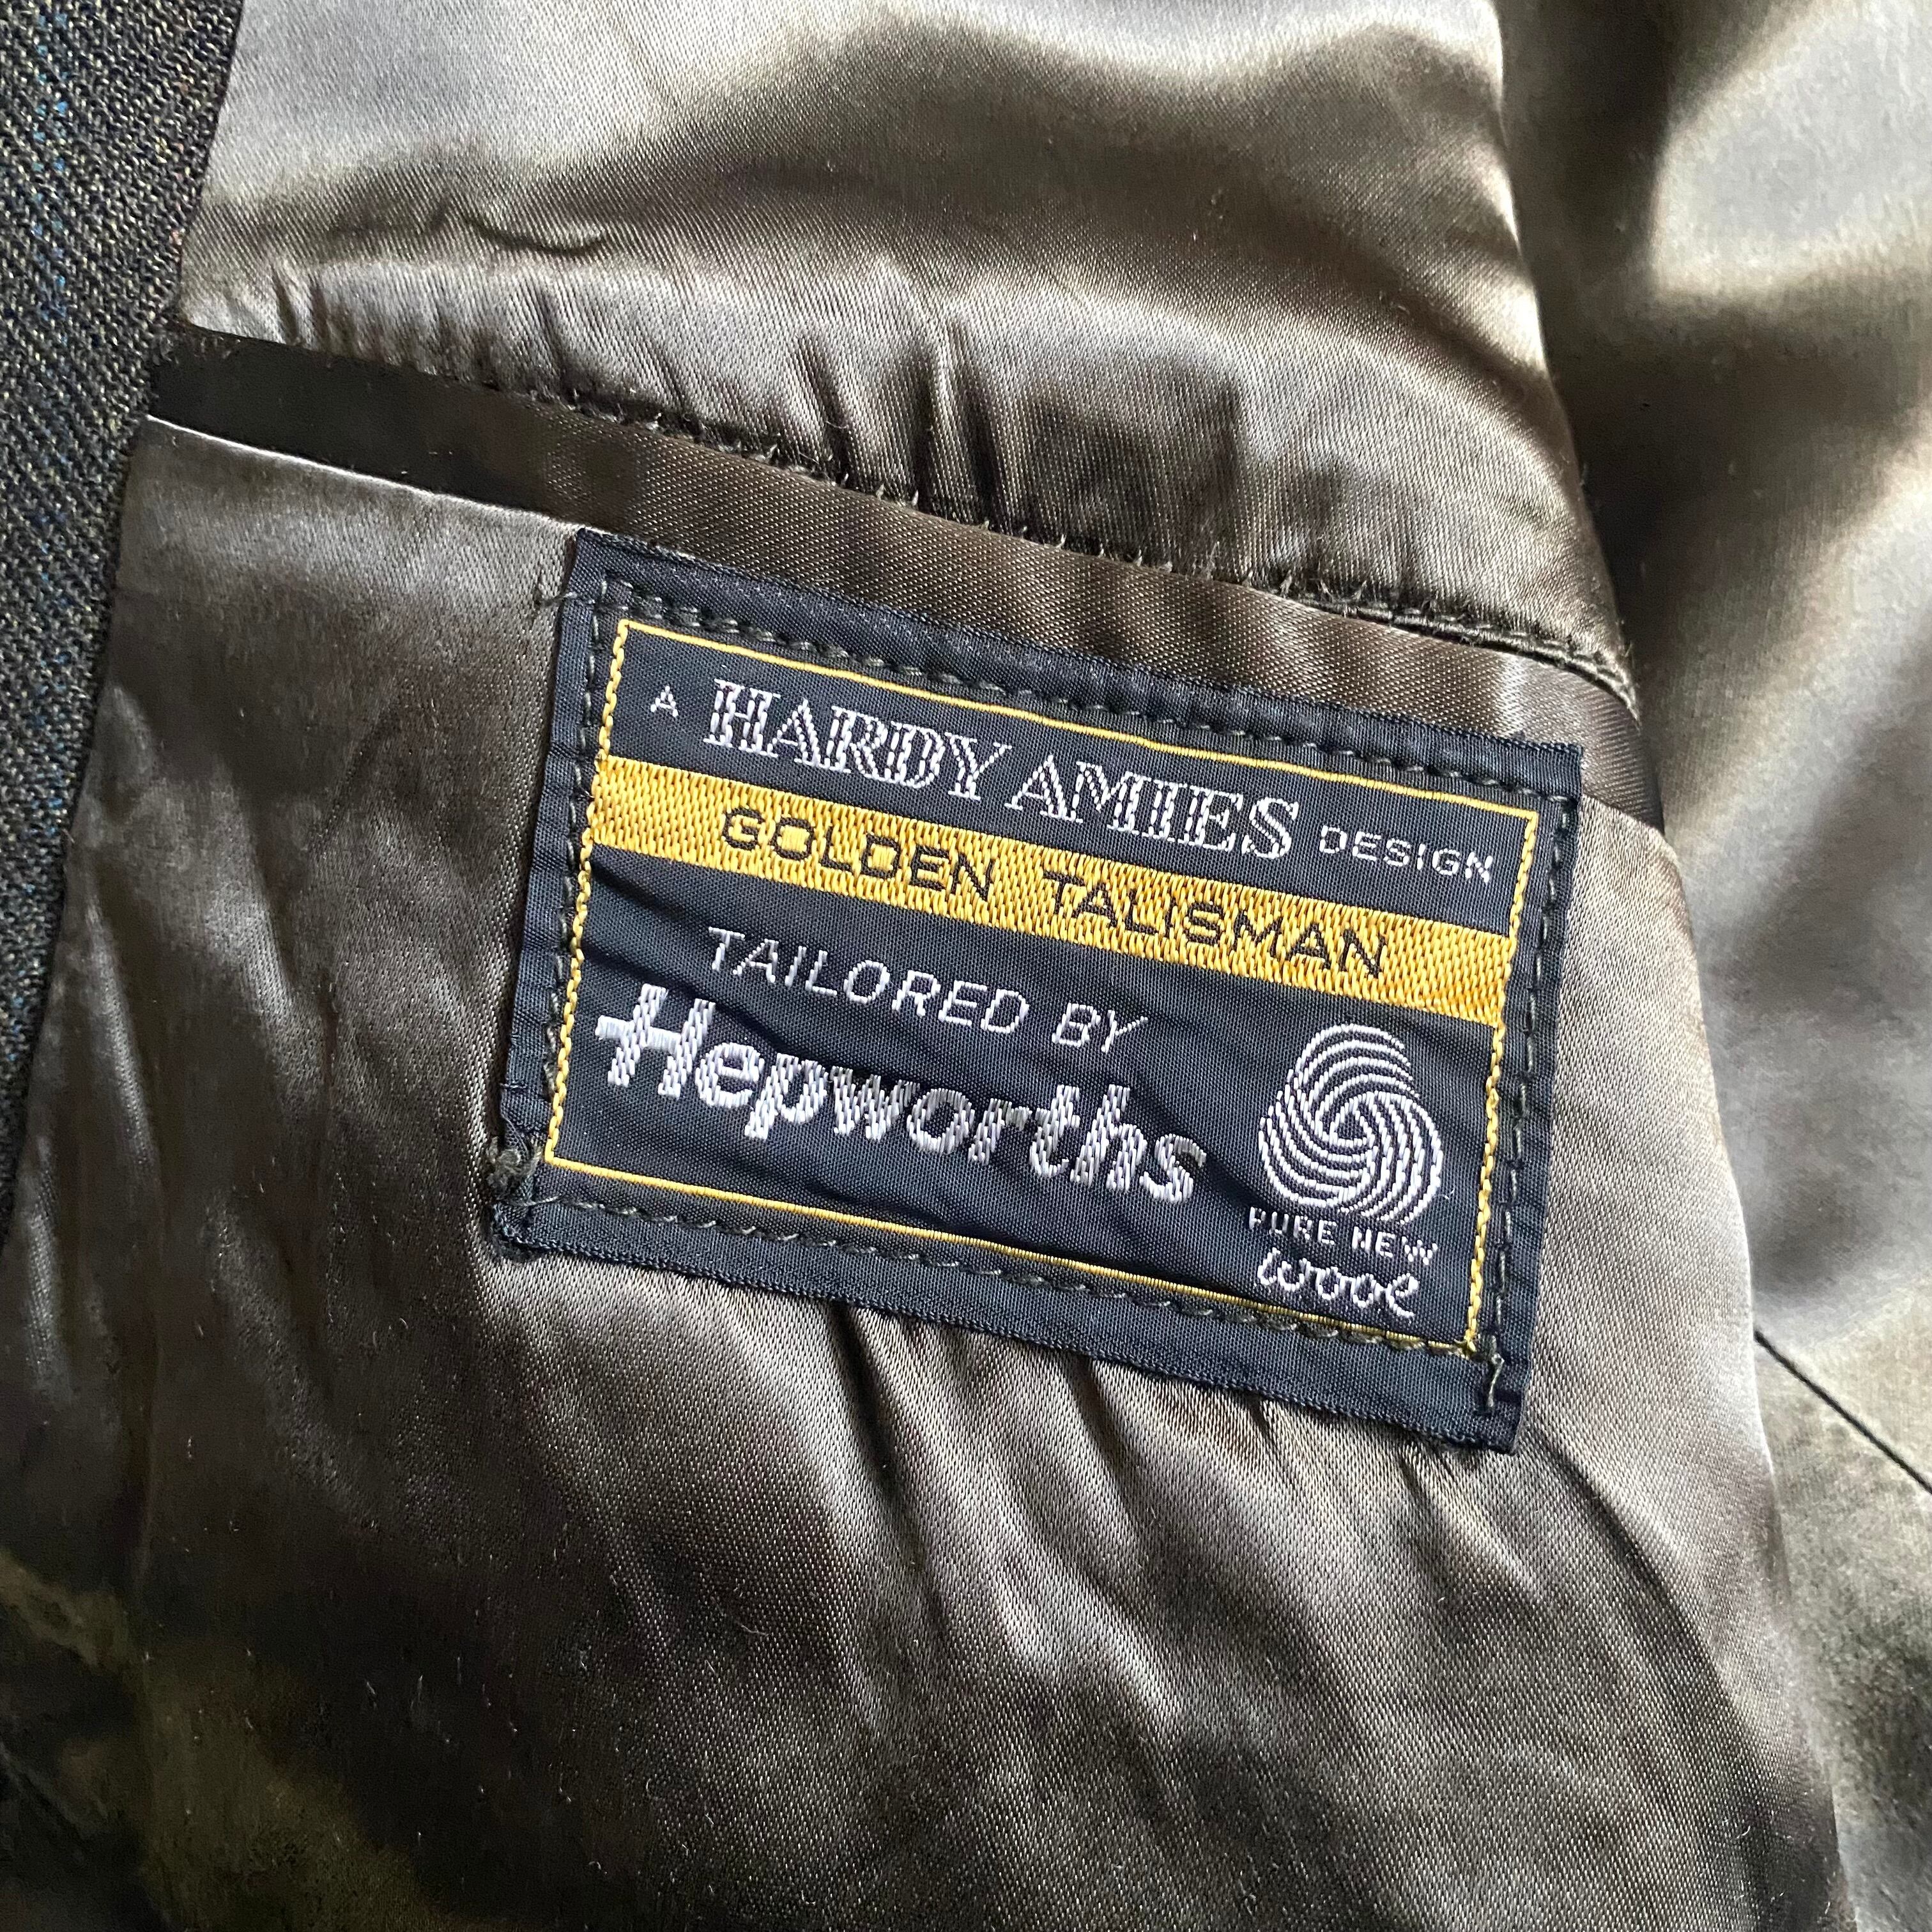 A HARDY AMIES DESIGN
GOLDEN TALISMAN
TAILORED BY
Hepworths
PURE NEW
wool